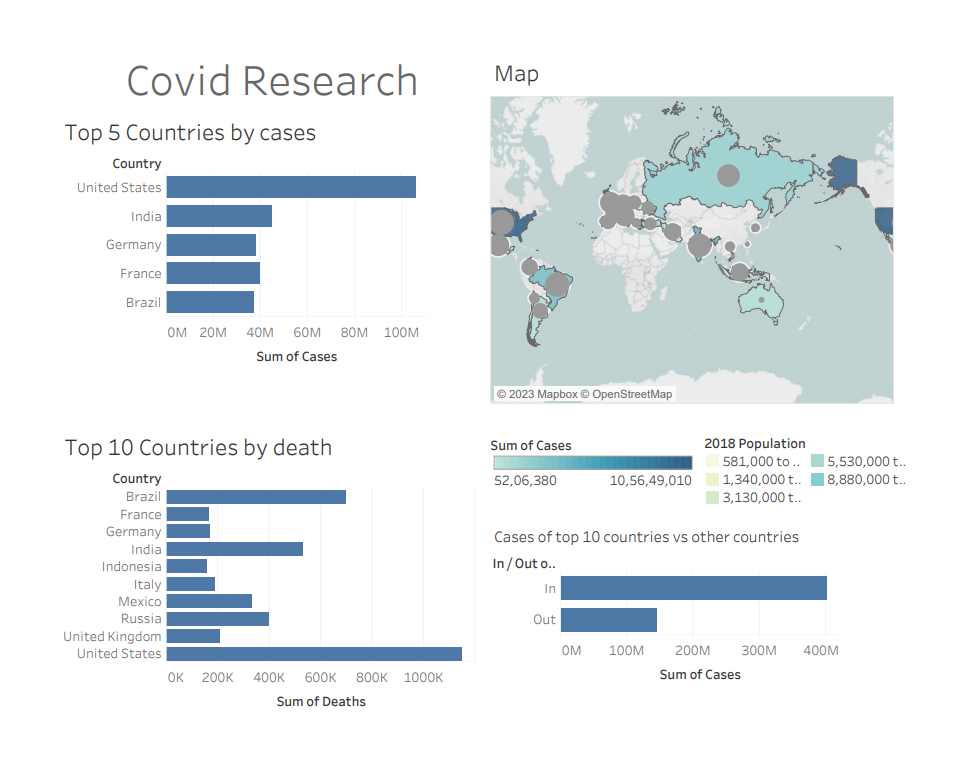 Covid Research
Top 5 Countries by cases
Country
United States
India
Germany
France
Brazil
0M 20M 40M 60M 80M 100M
Sum of Cases
Map
© 2023 Mapbox © OpenStreetMap
Top 10 Countries by death
Country
Brazil
France
Germany
India
Indonesia
Italy
Mexico
Russia
United Kingdom
United States
0K 200K 400K 600K 800K 1000K
Sum of Deaths
Sum of Cases
52,06,380 10,56,49,010
2018 Population
581,000 to .. 5,530,000 t..
1,340,000 t.. 8,880,000 t..
3,130,000 t..
Cases of top 10 countries vs other countries
In / Out o..
In
Out
0M 100M 200M 300M 400M
Sum of Cases